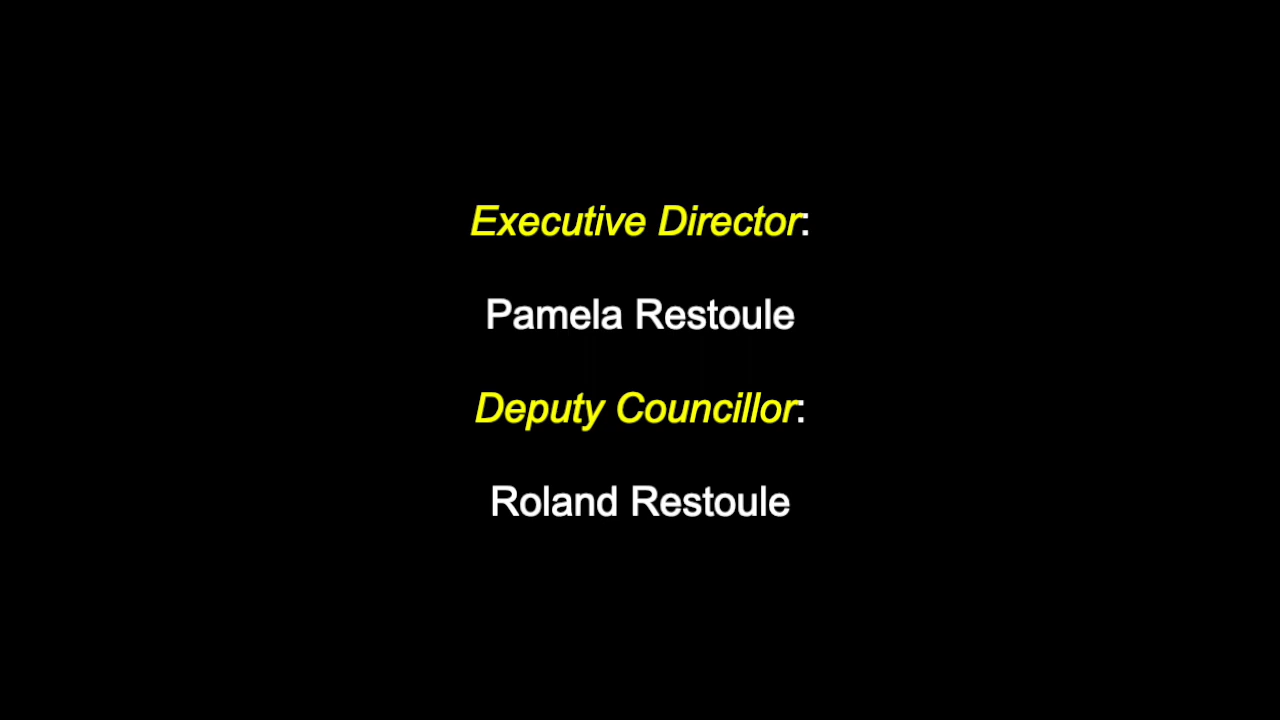 Executive Director:
Pamela Restoule
Deputy Councillor:
Roland Restoule